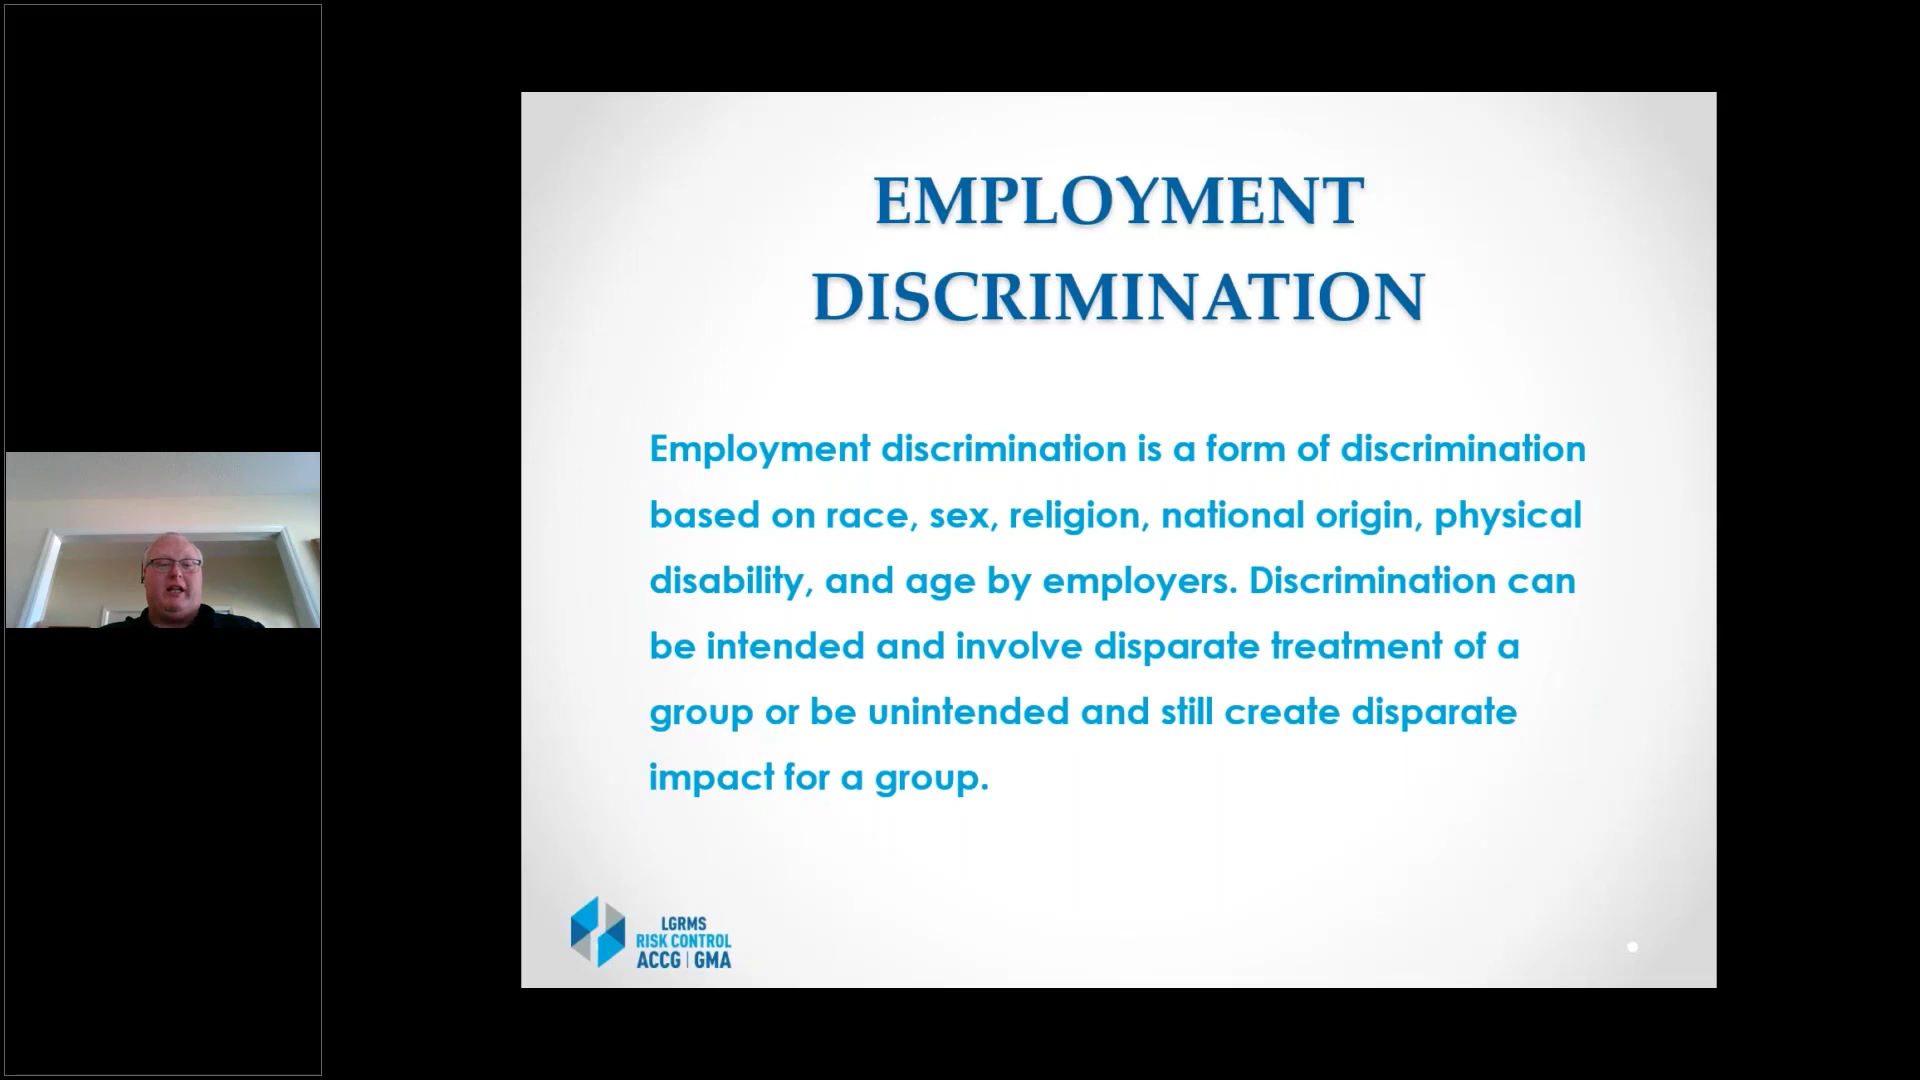 EMPLOYMENT
DISCRIMINATION
Employment discrimination is a form of discrimination
based on race, sex, religion, national origin, physical
disability, and age by employers. Discrimination can
be intended and involve disparate treatment of a
group or be unintended and still create disparate
impact for a group.
LGRMS
RISK CONTROL
ACCG | GMA